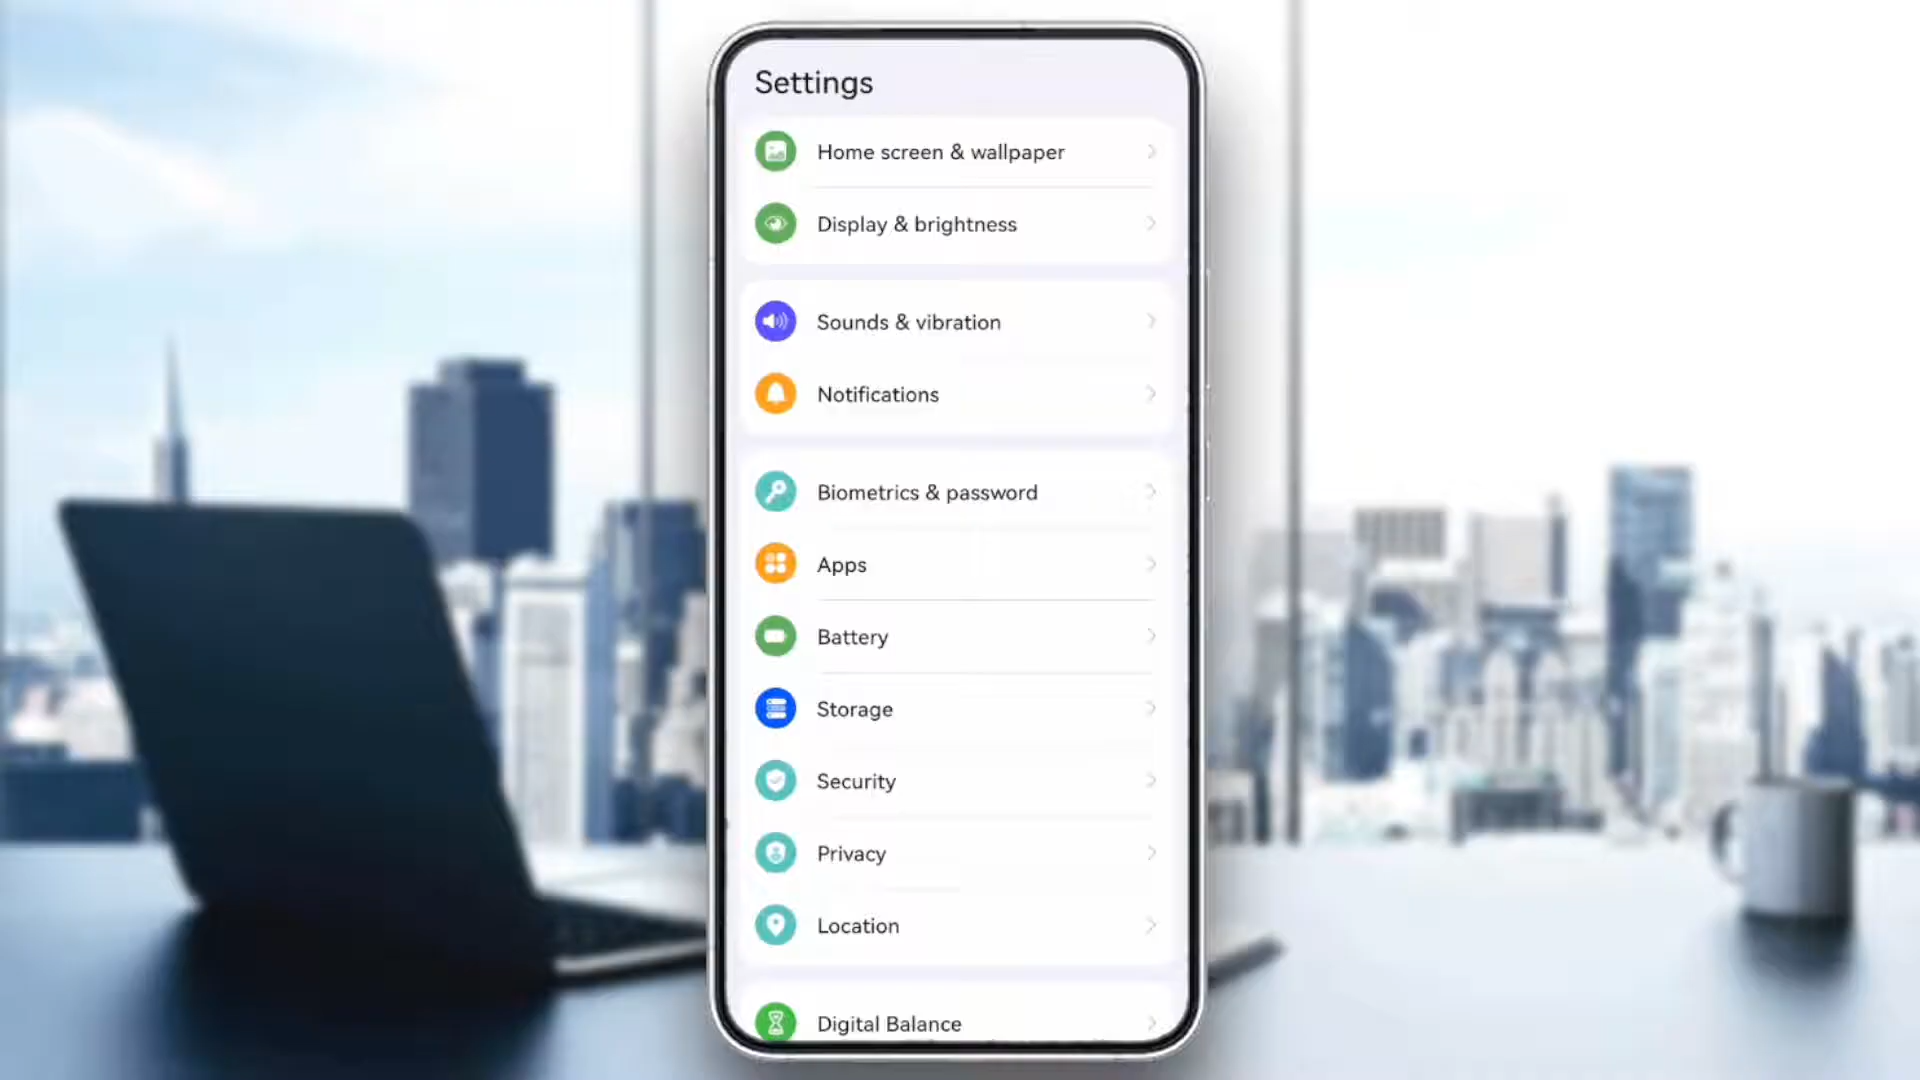 Settings
Home screen & wallpaper
Display & brightness
Sounds & vibration
Notifications
Biometrics & password
Apps
Battery
Storage
Security
Privacy
Location
Digital Balance